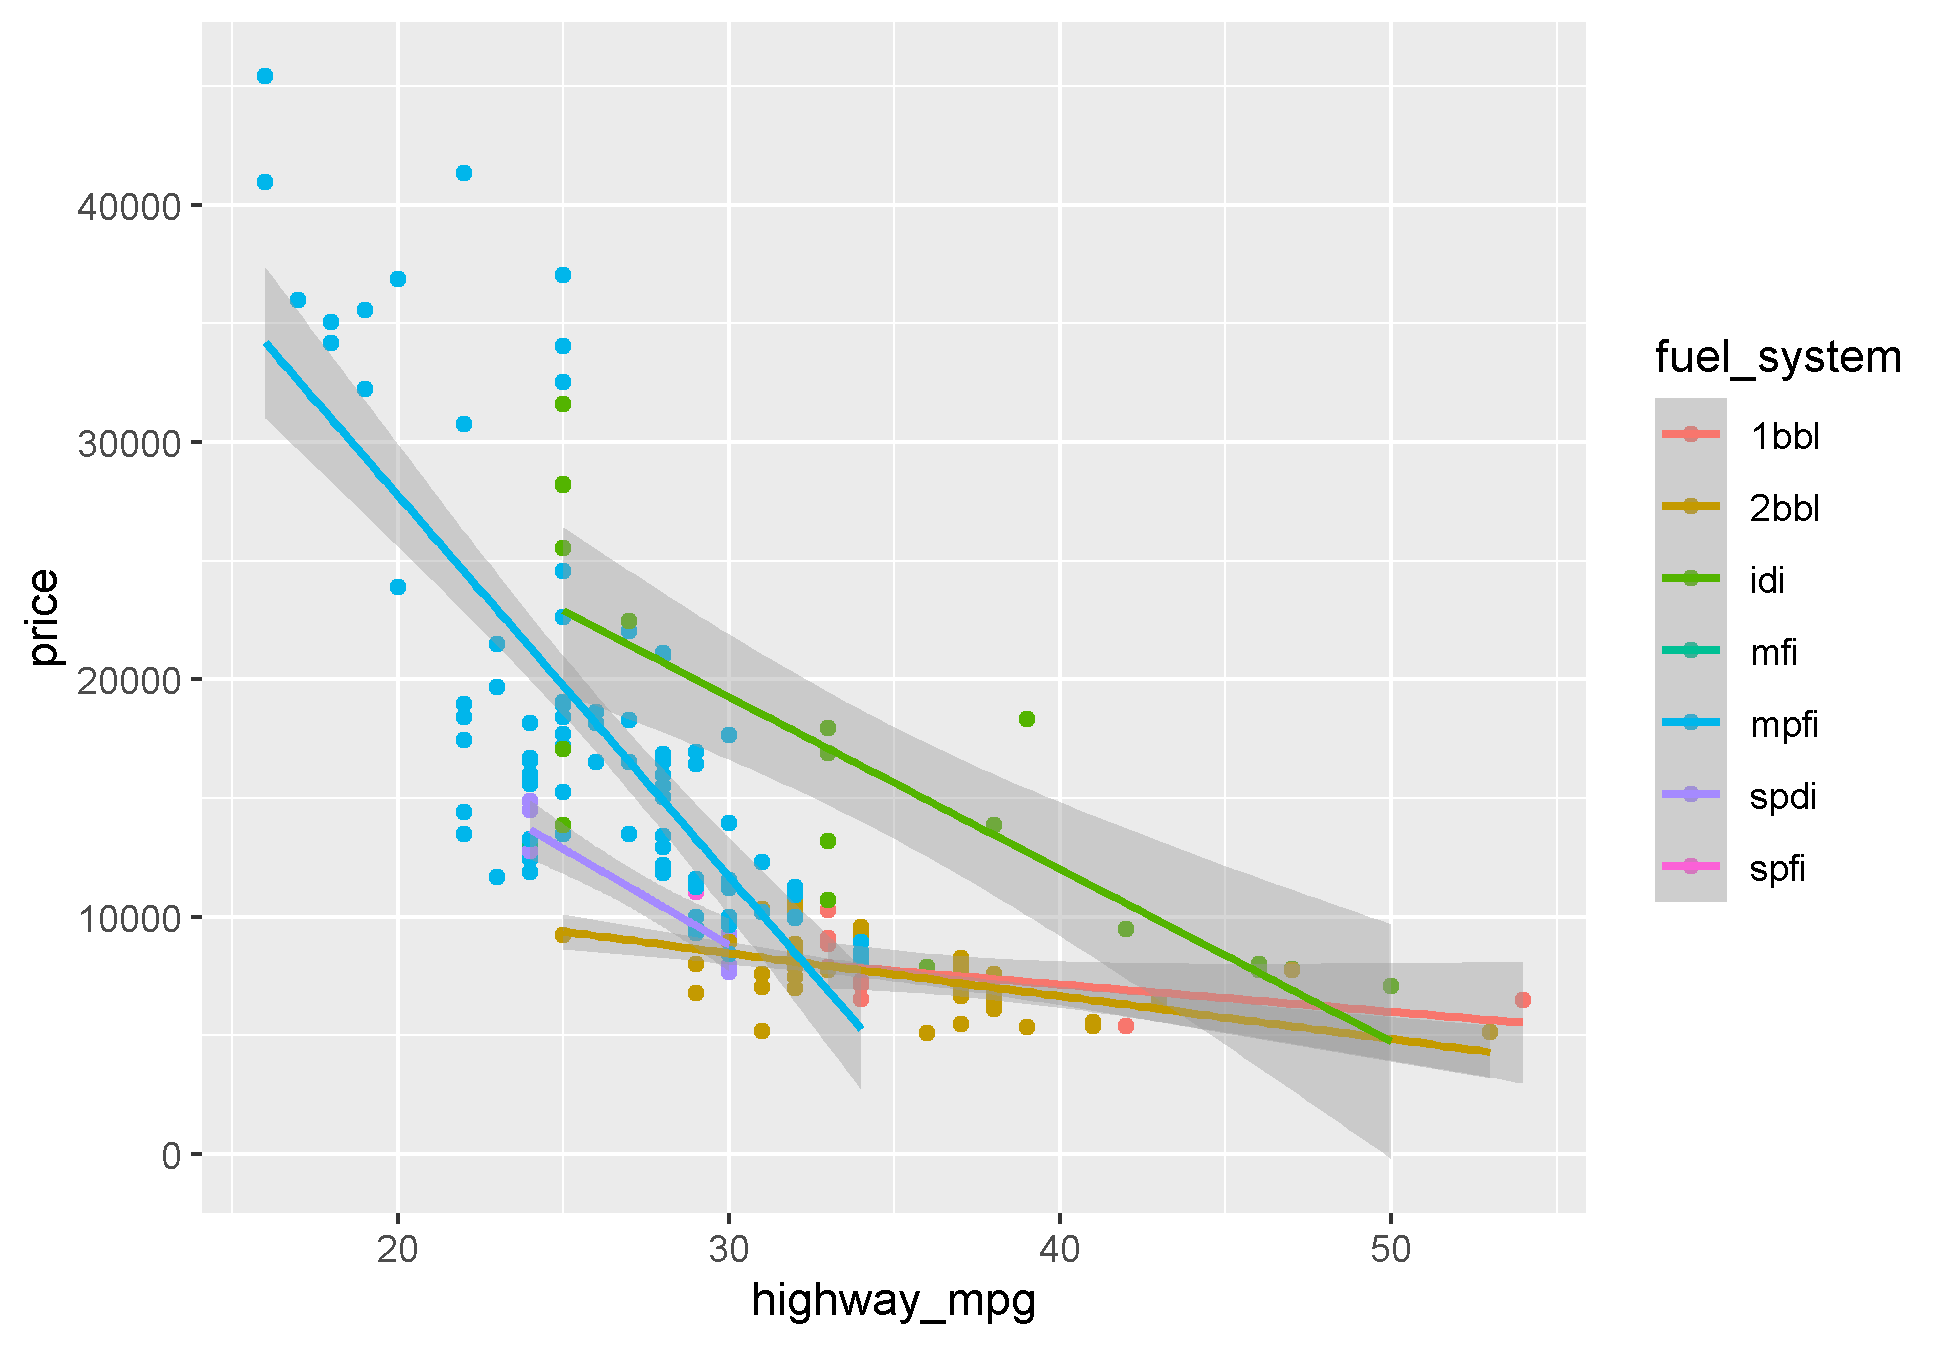 40000
30000
20000
10000
0
price
20 30 40 50
highway_mpg
fuel_system
1bbl
2bbl
idi
mfi
mpfi
spdi
spfi